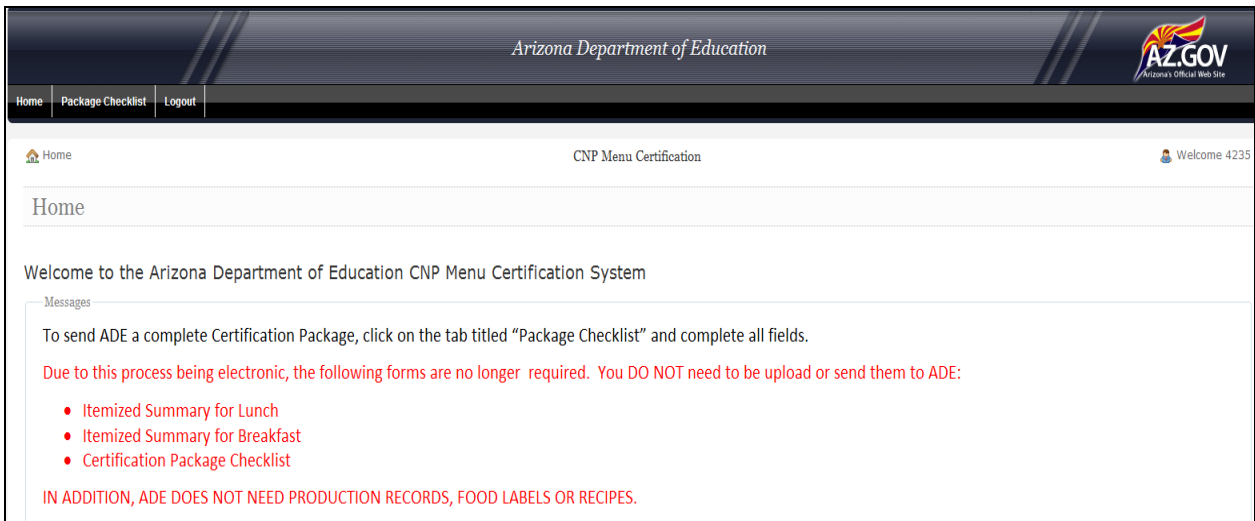 Arizona Department of Education
AZ.GOV
Arizona's Official Web Site
Home Package Checklist Logout
Home CNP Menu Certification Welcome 4235
Home
Welcome to the Arizona Department of Education CNP Menu Certification System
Messages
To send ADE a complete Certification Package, click on the tab titled “Package Checklist” and complete all fields.
Due to this process being electronic, the following forms are no longer required. You DO NOT need to be upload or send them to ADE:
• Itemized Summary for Lunch
• Itemized Summary for Breakfast
• Certification Package Checklist
IN ADDITION, ADE DOES NOT NEED PRODUCTION RECORDS, FOOD LABELS OR RECIPES.